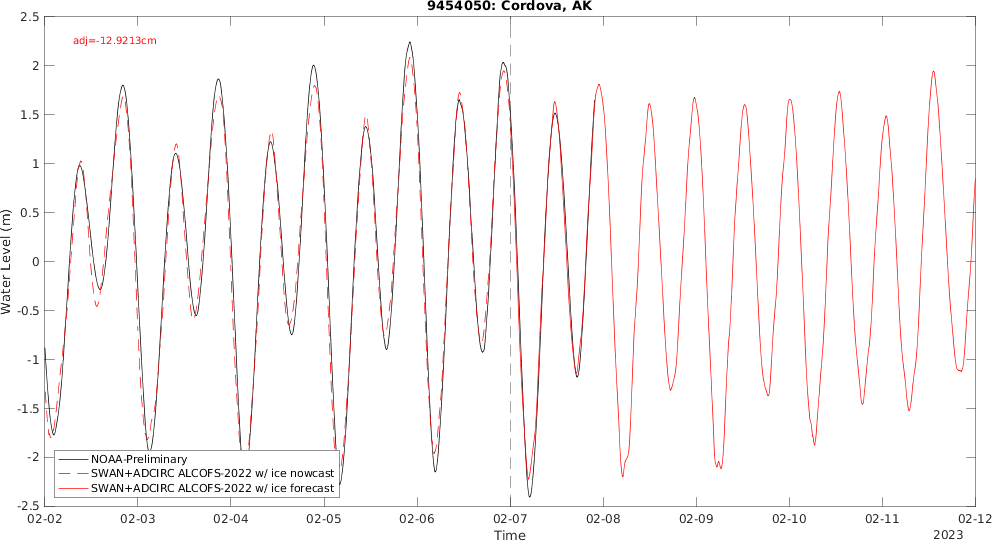 9454050: Cordova, AK
adj=-12.9213cm
2.5
2
1.5
1
0.5
0
-0.5
-1
-1.5
-2
-2.5
Water Level (m)
NOAA-Preliminary
SWAN+ADCIRC ALCOFS-2022 w/ ice nowcast
SWAN+ADCIRC ALCOFS-2022 w/ ice forecast
02-02 02-03 02-04 02-05 02-06 02-07 02-08 02-09 02-10 02-11 02-12
Time
2023